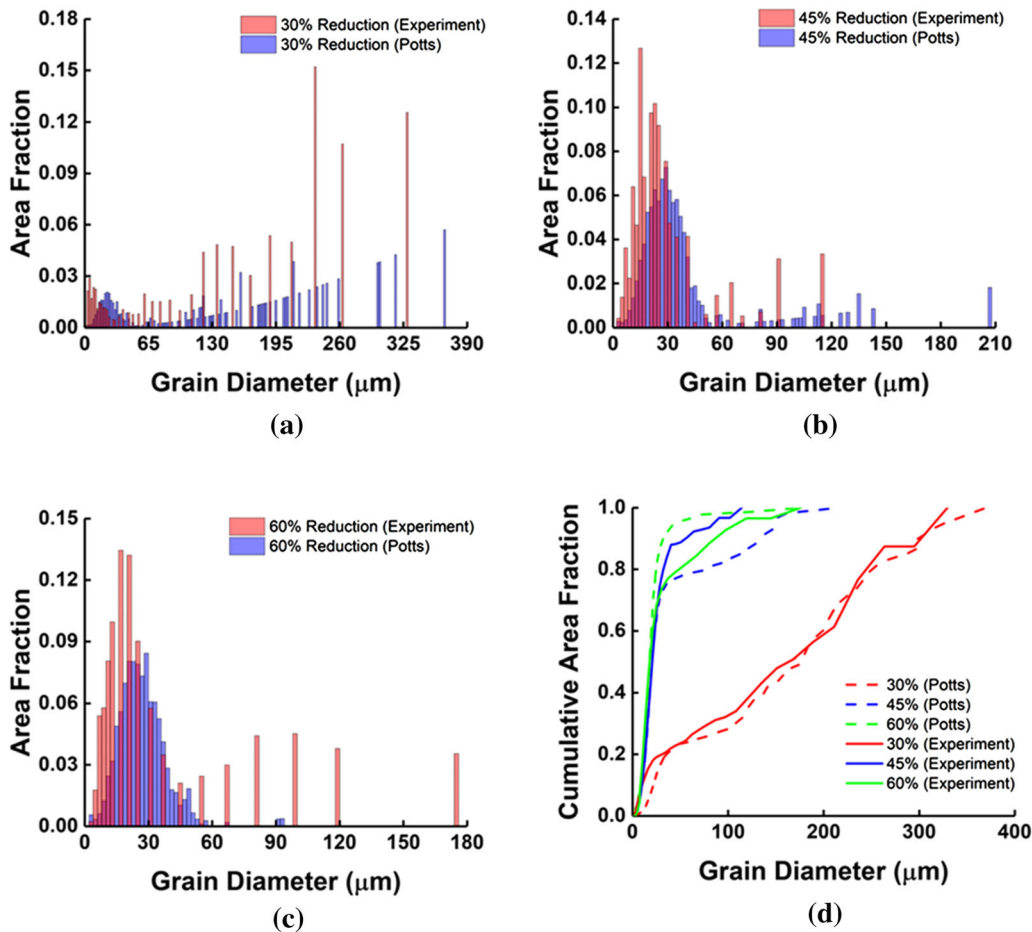 30% Reduction (Experiment)
30% Reduction (Potts)
0.18
0.15
0.12
0.09
0.06
0.03
0.00
Area Fraction
0 65 130 195 260 325 390
Grain Diameter (μm)
(a)
45% Reduction (Experiment)
45% Reduction (Potts)
0.14
0.12
0.10
0.08
0.06
0.04
0.02
0.00
Area Fraction
0 30 60 90 120 150 180 210
Grain Diameter (μm)
(b)
60% Reduction (Experiment)
60% Reduction (Potts)
0.15
0.12
0.09
0.06
0.03
0.00
Area Fraction
0 30 60 90 120 150 180
Grain Diameter (μm)
(c)
1.0
0.8
0.6
0.4
0.2
0.0
Cumulative Area Fraction
30% (Potts)
45% (Potts)
60% (Potts)
30% (Experiment)
45% (Experiment)
60% (Experiment)
0 100 200 300 400
Grain Diameter (μm)
(d)